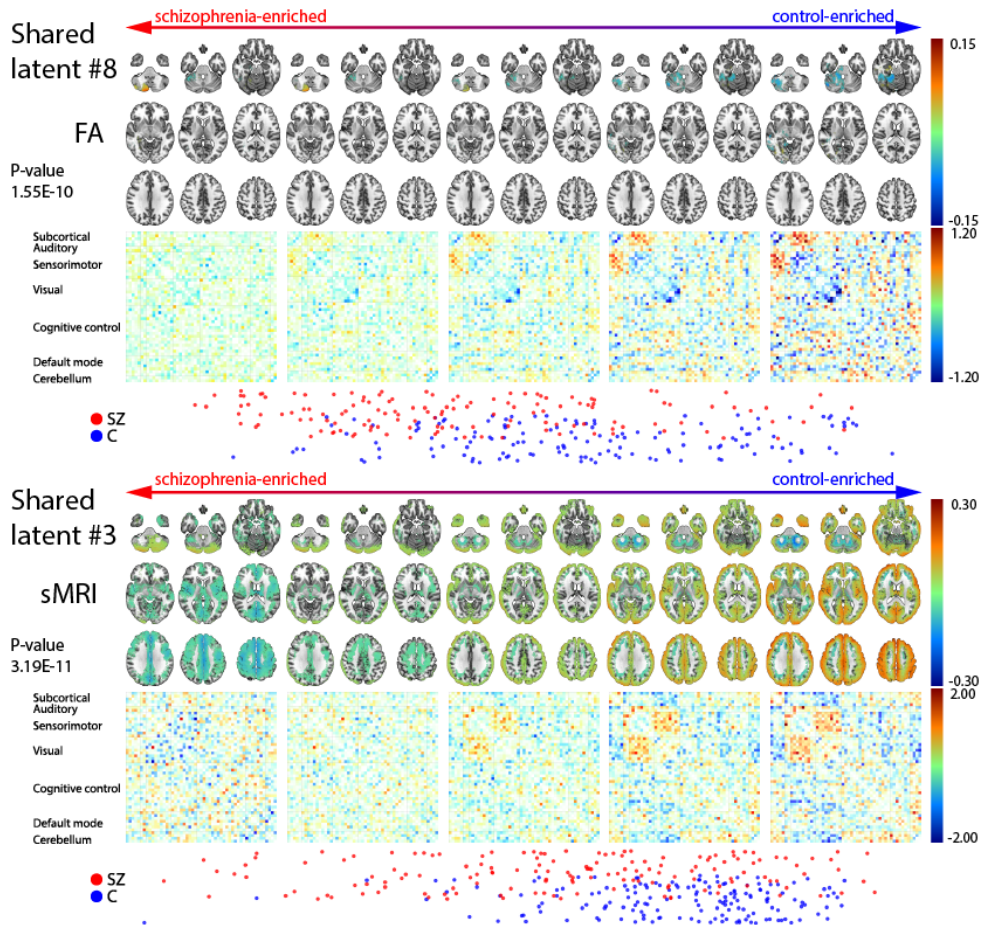 schizophrenia-enriched control-enriched
Shared
latent #8
0.15
FA
P-value
1.55E-10
-0.15
1.20
Subcortical
Auditory
Sensorimotor
Visual
Cognitive control
Default mode
Cerebellum
-1.20
SZ
C
schizophrenia-enriched control-enriched
Shared
latent #3
0.30
sMRI
P-value
3.19E-11
-0.30
2.00
Subcortical
Auditory
Sensorimotor
Visual
Cognitive control
Default mode
Cerebellum
-2.00
SZ
C